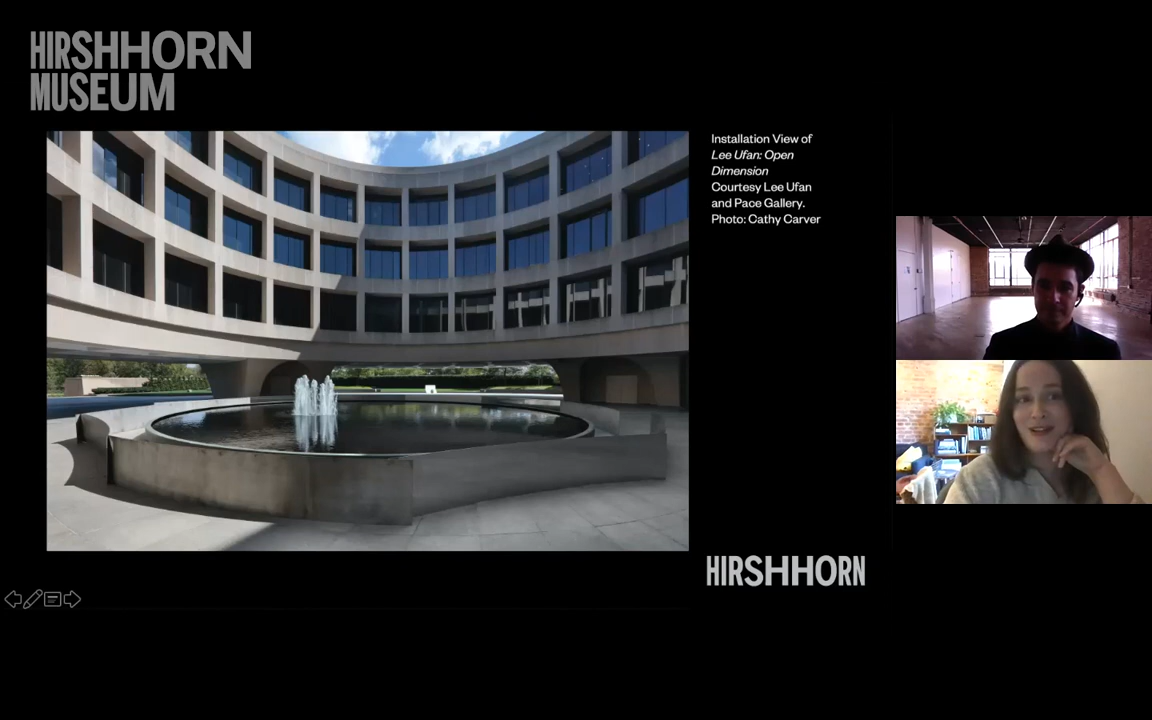 HIRSHHORN
MUSEUM
Installation View of
Lee Ufan: Open
Dimension
Courtesy Lee Ufan
and Pace Gallery.
Photo: Cathy Carver
HIRSHHORN